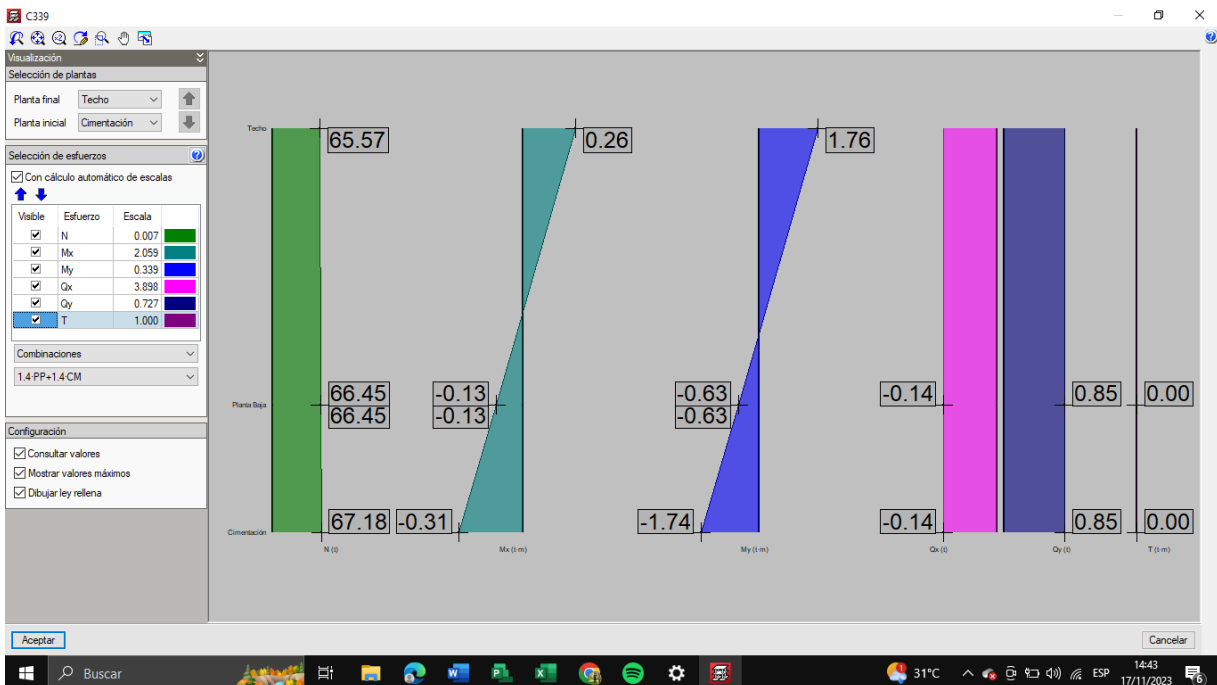 C339
Visualización
Selección de plantas
Planta final Techo
Planta inicial Cimentación
Selección de esfuerzos
Con cálculo automático de escalas
Visible Esfuerzo Escala
N 0.007
Mx 2.059
My 0.339
Qx 3.898
Qy 0.727
T 1.000
Combinaciones
1.4·PP+1.4·CM
Configuración
Consultar valores
Mostrar valores máximos
Dibujar ley rellena
Techo
65.57 0.26 1.76
Planta Baja
66.45 -0.13 -0.63 -0.14 0.85 0.00
66.45 -0.13 -0.63
Cimentación
67.18 -0.31 -1.74 -0.14 0.85 0.00
N (t) Mx (t·m) My (t·m) Qx (t) Qy (t) T (t·m)
Aceptar Cancelar
Buscar
31°C ESP 14:43
17/11/2023 6